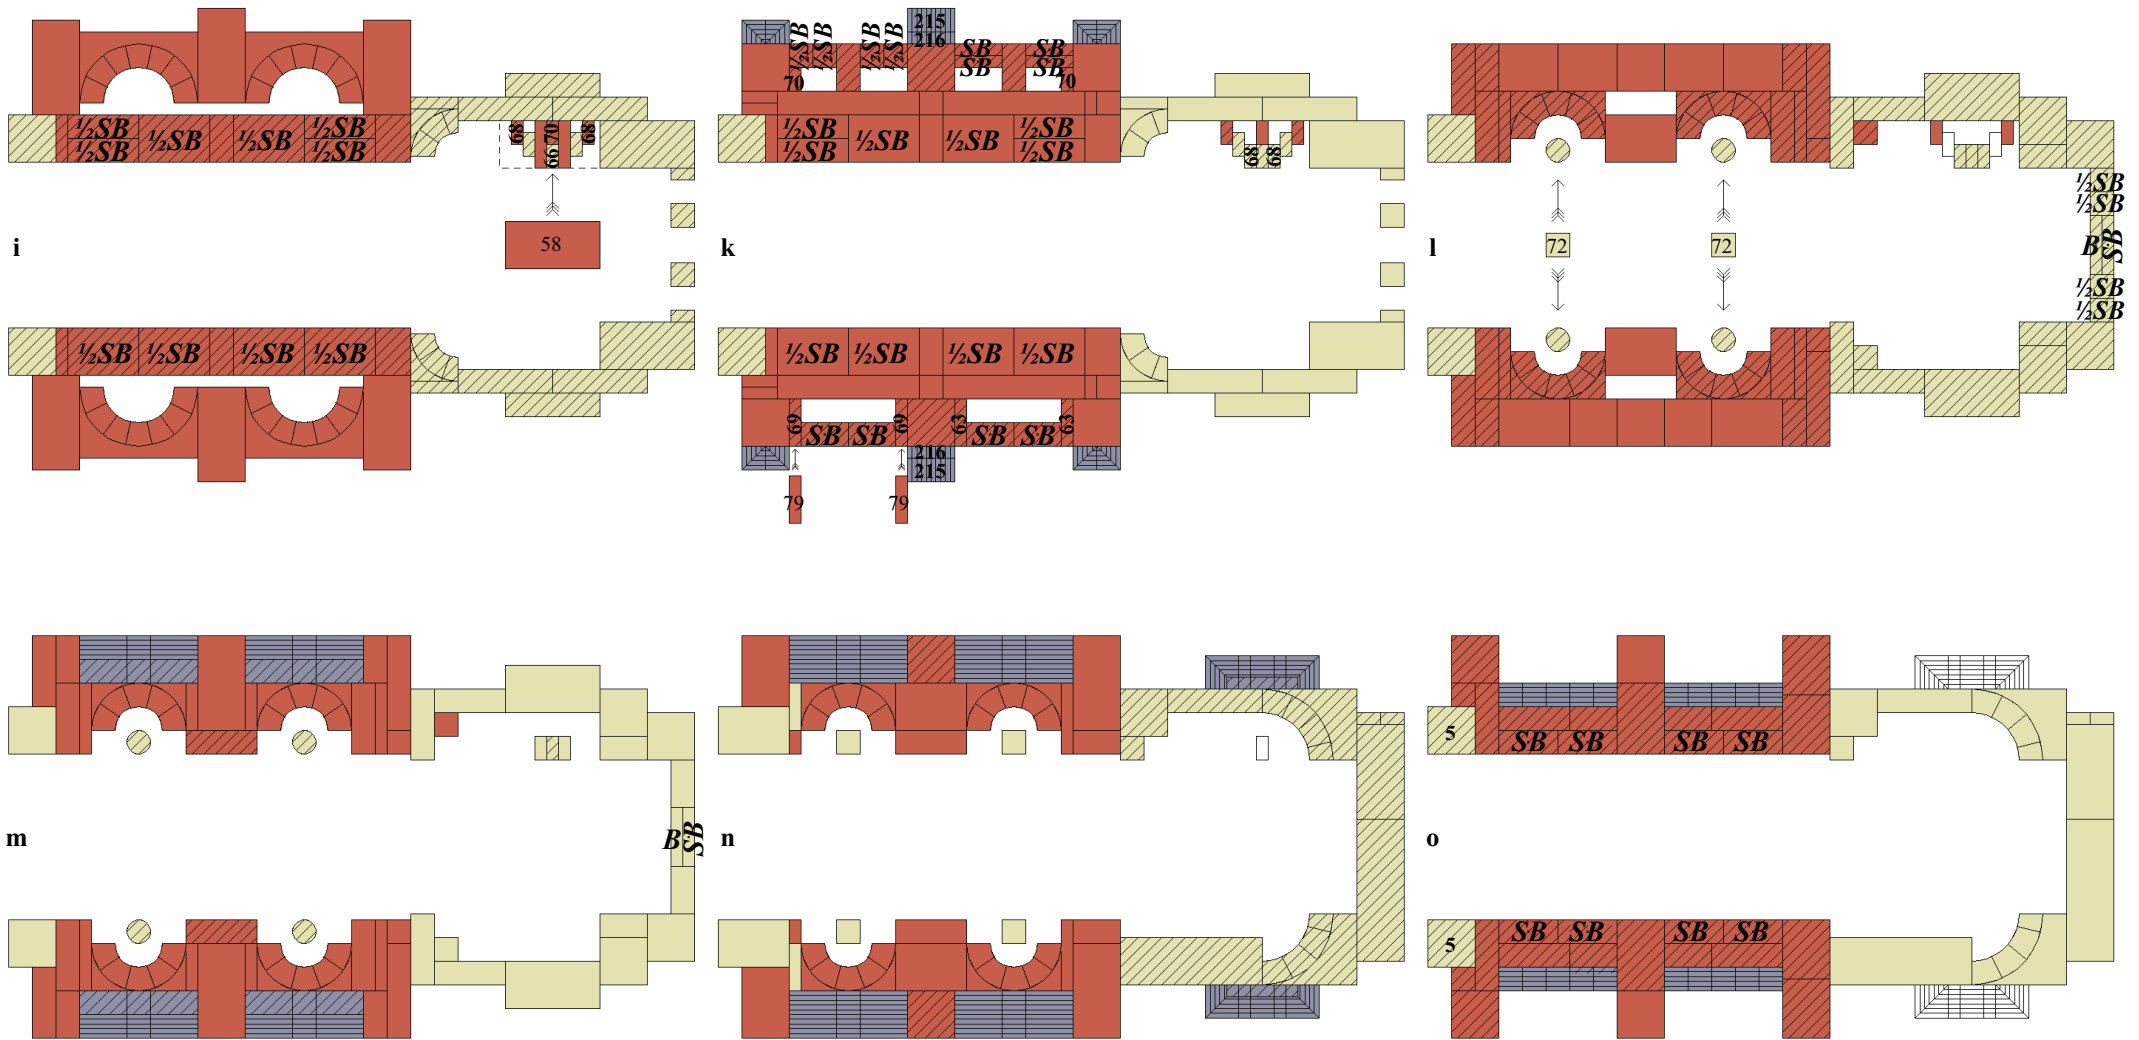 ½SB ½SB ½SB ½SB
½SB ½SB
68 70 68
66
58
i
½SB ½SB ½SB ½SB
½SB ½SB ½SB ½SB 215
216 SB SB
SB SB
70 70
½SB ½SB ½SB ½SB
½SB ½SB
68 68
k
½SB ½SB ½SB ½SB
69 69 63 63
SB SB SB SB
216
215
79 79
½SB
½SB
l 72 72 B SB
½SB
½SB
m B SB
n
5 SB SB SB SB
o
5 SB SB SB SB